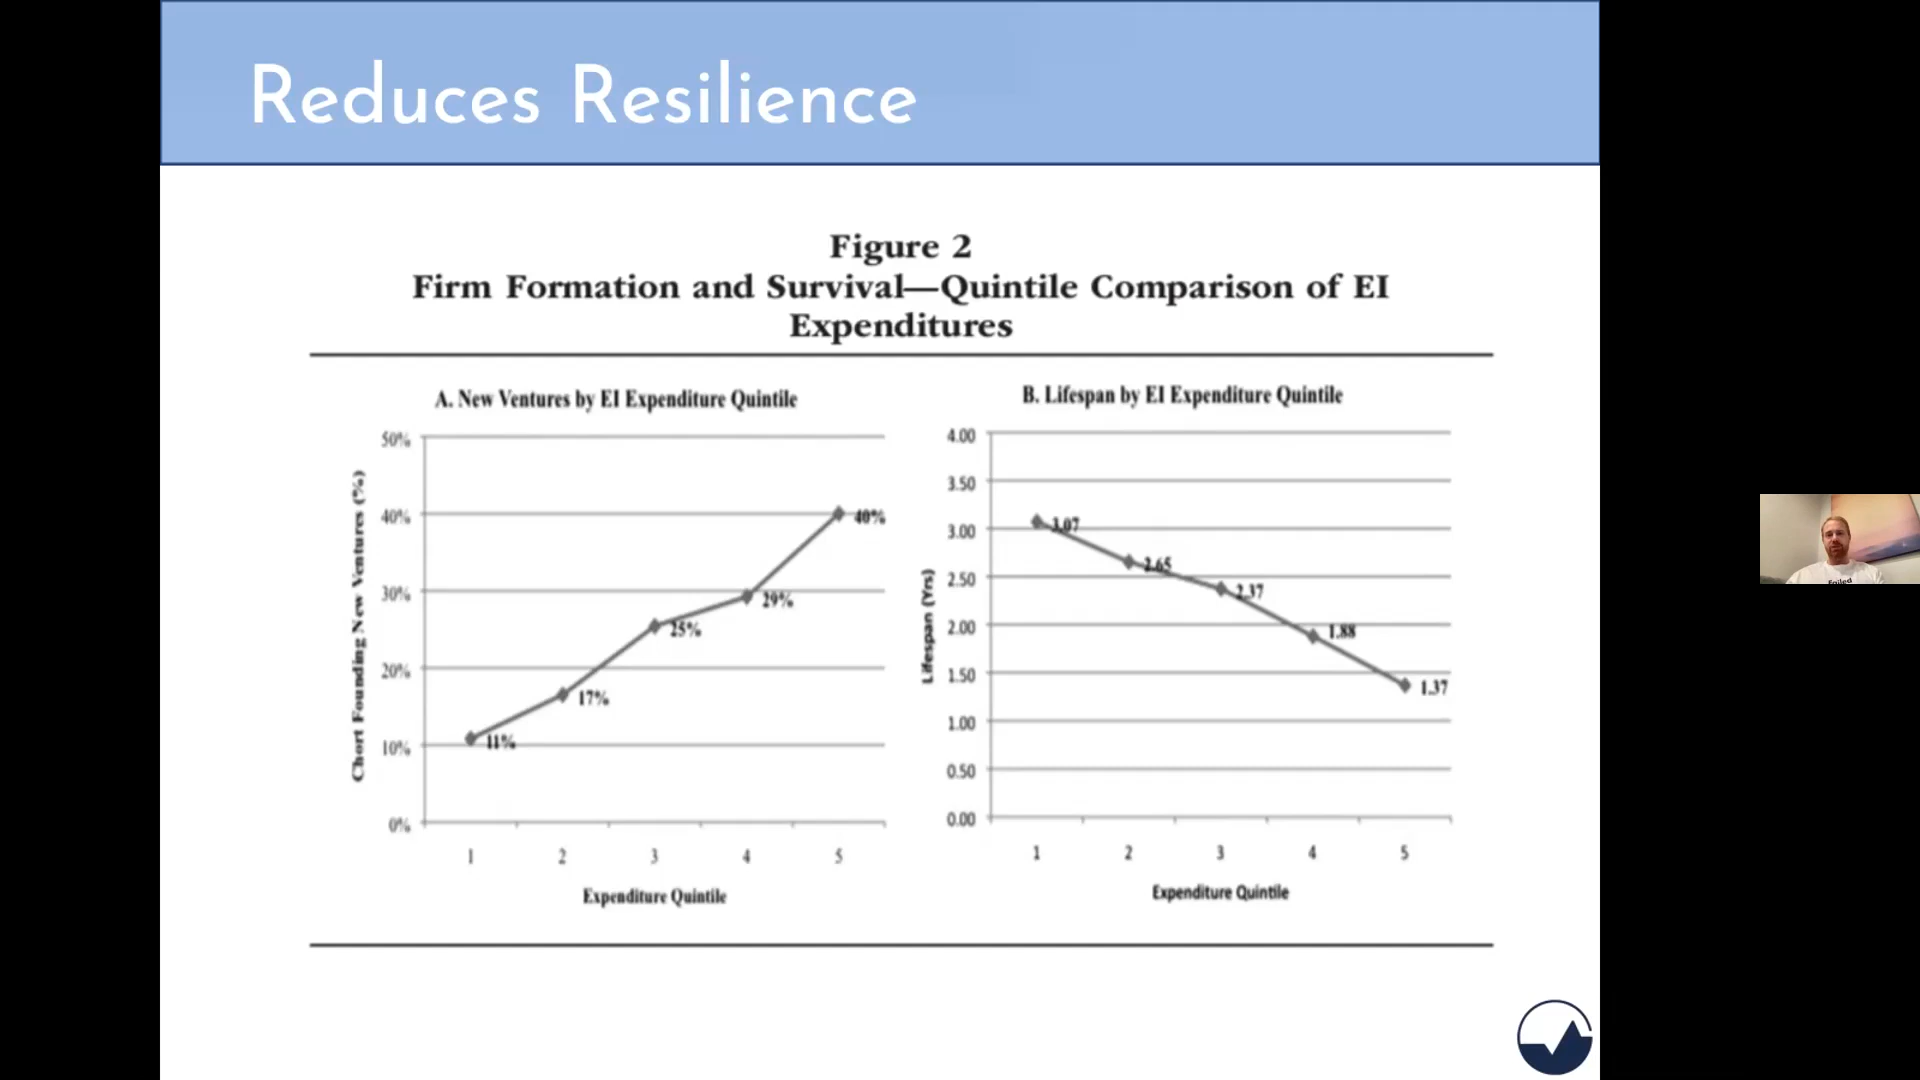 Reduces Resilience
Figure 2
Firm Formation and Survival—Quintile Comparison of EI
Expenditures
A. New Ventures by EI Expenditure Quintile
Chort Founding New Ventures (%)
50%
40%
30%
20%
10%
0%
11%
17%
25%
29%
40%
1 2 3 4 5
Expenditure Quintile
B. Lifespan by EI Expenditure Quintile
Lifespan (Yrs)
4.00
3.50
3.00
2.50
2.00
1.50
1.00
0.50
0.00
3.07
2.65
2.37
1.88
1.37
1 2 3 4 5
Expenditure Quintile
Failed